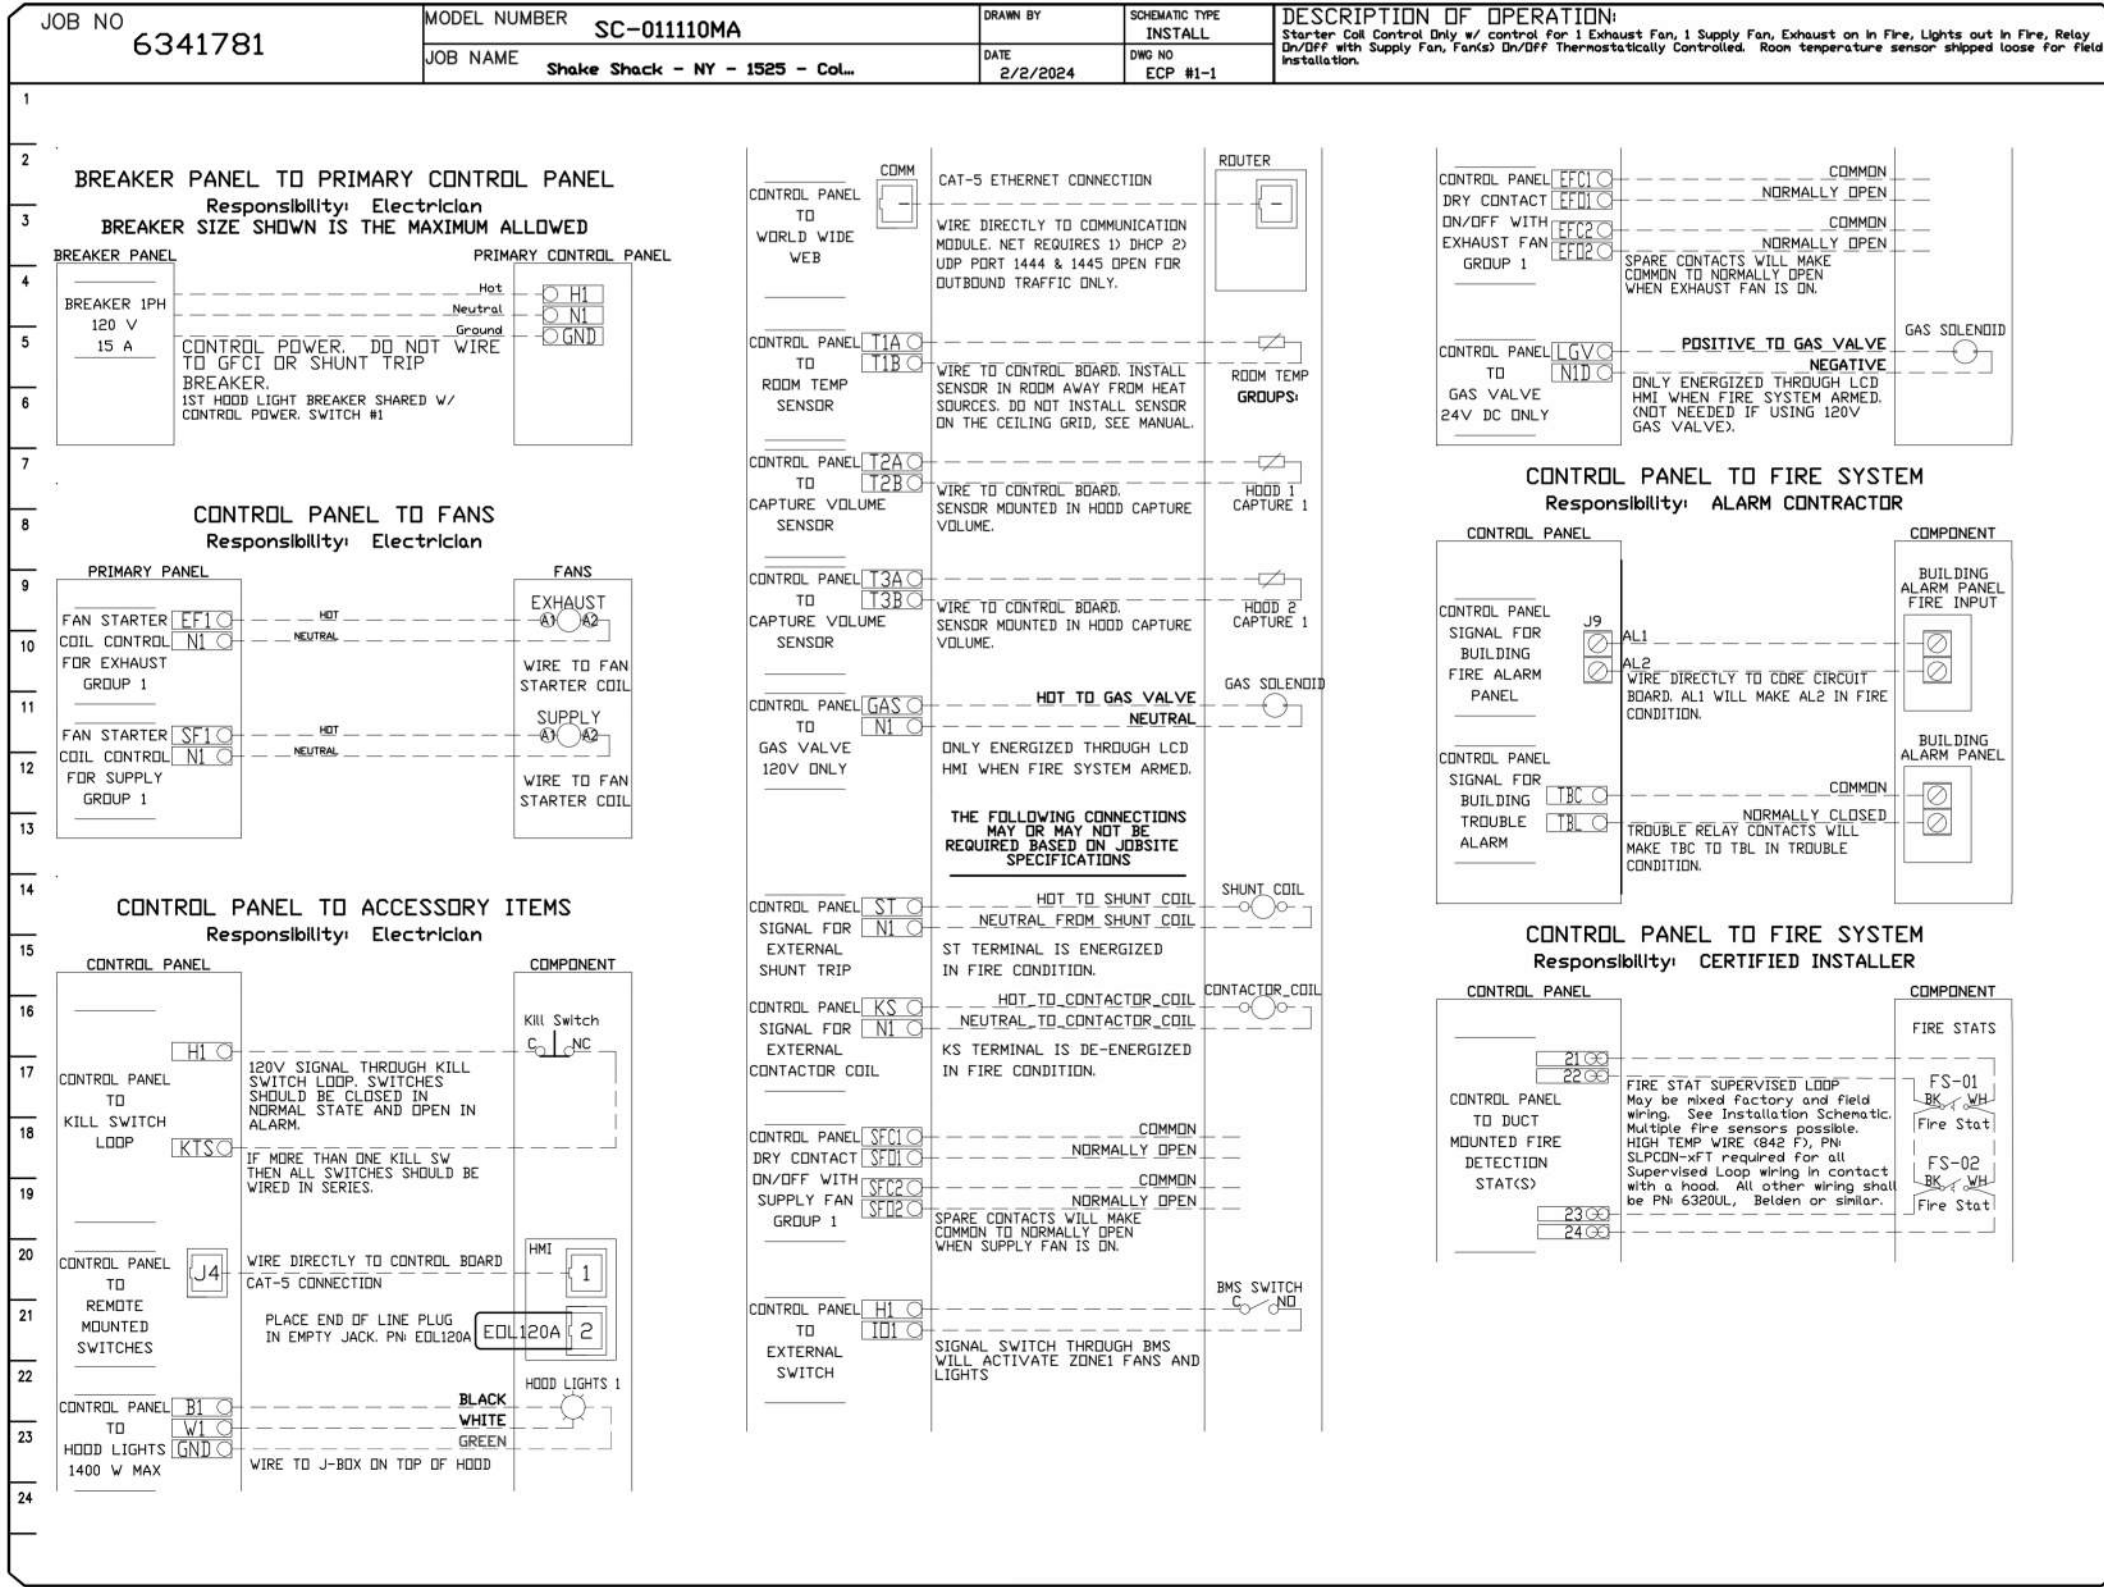 JOB NO
6341781
MODEL NUMBER
SC-011110MA
JOB NAME
Shake Shack - NY - 1525 - Col...
DRAWN BY
DATE
2/2/2024
SCHEMATIC TYPE
INSTALL
DWG NO
ECP #1-1
DESCRIPTION OF OPERATION:
Starter Coil Control Only w/ control for 1 Exhaust Fan, 1 Supply Fan, Exhaust on in Fire, Lights out in Fire, Relay
On/Off with Supply Fan, Fan(s) On/Off Thermostatically Controlled. Room temperature sensor shipped loose for field
installation.
1
2
3
4
5
6
7
8
9
10
11
12
13
14
15
16
17
18
19
20
21
22
23
24
BREAKER PANEL TO PRIMARY CONTROL PANEL
Responsibility: Electrician
BREAKER SIZE SHOWN IS THE MAXIMUM ALLOWED
BREAKER PANEL
PRIMARY CONTROL PANEL
BREAKER 1PH
120 V
15 A
Hot
H1
Neutral
N1
Ground
GND
CONTROL POWER. DO NOT WIRE
TO GFCI OR SHUNT TRIP
BREAKER.
1ST HOOD LIGHT BREAKER SHARED W/
CONTROL POWER. SWITCH #1
CONTROL PANEL TO FANS
Responsibility: Electrician
PRIMARY PANEL
FANS
FAN STARTER
COIL CONTROL
FOR EXHAUST
GROUP 1
EF1
N1
HOT
NEUTRAL
EXHAUST
A1 A2
WIRE TO FAN
STARTER COIL
FAN STARTER
COIL CONTROL
FOR SUPPLY
GROUP 1
SF1
N1
HOT
NEUTRAL
SUPPLY
A1 A2
WIRE TO FAN
STARTER COIL
CONTROL PANEL TO ACCESSORY ITEMS
Responsibility: Electrician
CONTROL PANEL
COMPONENT
CONTROL PANEL
TO
KILL SWITCH
LOOP
H1
KTS
Kill Switch
C NC
120V SIGNAL THROUGH KILL
SWITCH LOOP. SWITCHES
SHOULD BE CLOSED IN
NORMAL STATE AND OPEN IN
ALARM.
IF MORE THAN ONE KILL SW
THEN ALL SWITCHES SHOULD BE
WIRED IN SERIES.
CONTROL PANEL
TO
REMOTE
MOUNTED
SWITCHES
J4
WIRE DIRECTLY TO CONTROL BOARD
CAT-5 CONNECTION
HMI
1
PLACE END OF LINE PLUG
IN EMPTY JACK. PN: EOL120A
EOL120A
2
CONTROL PANEL
TO
HOOD LIGHTS
1400 W MAX
B1
W1
GND
BLACK
WHITE
GREEN
HOOD LIGHTS 1
WIRE TO J-BOX ON TOP OF HOOD
CONTROL PANEL
TO
WORLD WIDE
WEB
COMM
CAT-5 ETHERNET CONNECTION
ROUTER
WIRE DIRECTLY TO COMMUNICATION
MODULE. NET REQUIRES 1) DHCP 2)
UDP PORT 1444 & 1445 OPEN FOR
OUTBOUND TRAFFIC ONLY.
CONTROL PANEL
TO
ROOM TEMP
SENSOR
T1A
T1B
WIRE TO CONTROL BOARD. INSTALL
SENSOR IN ROOM AWAY FROM HEAT
SOURCES. DO NOT INSTALL SENSOR
ON THE CEILING GRID, SEE MANUAL.
ROOM TEMP
GROUPS:
CONTROL PANEL
TO
CAPTURE VOLUME
SENSOR
T2A
T2B
WIRE TO CONTROL BOARD.
SENSOR MOUNTED IN HOOD CAPTURE
VOLUME.
HOOD 1
CAPTURE 1
CONTROL PANEL
TO
CAPTURE VOLUME
SENSOR
T3A
T3B
WIRE TO CONTROL BOARD.
SENSOR MOUNTED IN HOOD CAPTURE
VOLUME.
HOOD 2
CAPTURE 1
CONTROL PANEL
TO
GAS VALVE
120V ONLY
GAS
N1
HOT TO GAS VALVE
NEUTRAL
GAS SOLENOID
ONLY ENERGIZED THROUGH LCD
HMI WHEN FIRE SYSTEM ARMED.
THE FOLLOWING CONNECTIONS
MAY OR MAY NOT BE
REQUIRED BASED ON JOBSITE
SPECIFICATIONS
CONTROL PANEL
SIGNAL FOR
EXTERNAL
SHUNT TRIP
ST
N1
HOT TO SHUNT COIL
NEUTRAL FROM SHUNT COIL
SHUNT COIL
ST TERMINAL IS ENERGIZED
IN FIRE CONDITION.
CONTROL PANEL
SIGNAL FOR
EXTERNAL
CONTACTOR COIL
KS
N1
HOT_TO_CONTACTOR_COIL
NEUTRAL_TO_CONTACTOR_COIL
CONTACTOR_COIL
KS TERMINAL IS DE-ENERGIZED
IN FIRE CONDITION.
CONTROL PANEL
DRY CONTACT
ON/OFF WITH
SUPPLY FAN
GROUP 1
SFC1
SFO1
SFC2
SFO2
COMMON
NORMALLY OPEN
COMMON
NORMALLY OPEN
SPARE CONTACTS WILL MAKE
COMMON TO NORMALLY OPEN
WHEN SUPPLY FAN IS ON.
CONTROL PANEL
TO
EXTERNAL
SWITCH
H1
IO1
BMS SWITCH
C NO
SIGNAL SWITCH THROUGH BMS
WILL ACTIVATE ZONE1 FANS AND
LIGHTS
CONTROL PANEL
DRY CONTACT
ON/OFF WITH
EXHAUST FAN
GROUP 1
EFC1
EFO1
EFC2
EFO2
COMMON
NORMALLY OPEN
COMMON
NORMALLY OPEN
SPARE CONTACTS WILL MAKE
COMMON TO NORMALLY OPEN
WHEN EXHAUST FAN IS ON.
CONTROL PANEL
TO
GAS VALVE
24V DC ONLY
LGV
N1D
POSITIVE TO GAS VALVE
NEGATIVE
GAS SOLENOID
ONLY ENERGIZED THROUGH LCD
HMI WHEN FIRE SYSTEM ARMED.
(NOT NEEDED IF USING 120V
GAS VALVE).
CONTROL PANEL TO FIRE SYSTEM
Responsibility: ALARM CONTRACTOR
CONTROL PANEL
COMPONENT
CONTROL PANEL
SIGNAL FOR
BUILDING
FIRE ALARM
PANEL
J9
AL1
AL2
BUILDING
ALARM PANEL
FIRE INPUT
WIRE DIRECTLY TO CORE CIRCUIT
BOARD. AL1 WILL MAKE AL2 IN FIRE
CONDITION.
CONTROL PANEL
SIGNAL FOR
BUILDING
TROUBLE
ALARM
TBC
TBL
COMMON
NORMALLY CLOSED
BUILDING
ALARM PANEL
TROUBLE RELAY CONTACTS WILL
MAKE TBC TO TBL IN TROUBLE
CONDITION.
CONTROL PANEL TO FIRE SYSTEM
Responsibility: CERTIFIED INSTALLER
CONTROL PANEL
COMPONENT
CONTROL PANEL
TO DUCT
MOUNTED FIRE
DETECTION
STAT(S)
21
22
23
24
FIRE STAT SUPERVISED LOOP
May be mixed factory and field
wiring. See Installation Schematic.
Multiple fire sensors possible.
HIGH TEMP WIRE (842 F), PN:
SLPCON-xFT required for all
Supervised Loop wiring in contact
with a hood. All other wiring shall
be PN: 6320UL, Belden or similar.
FIRE STATS
FS-01
BK WH
Fire Stat
FS-02
BK WH
Fire Stat